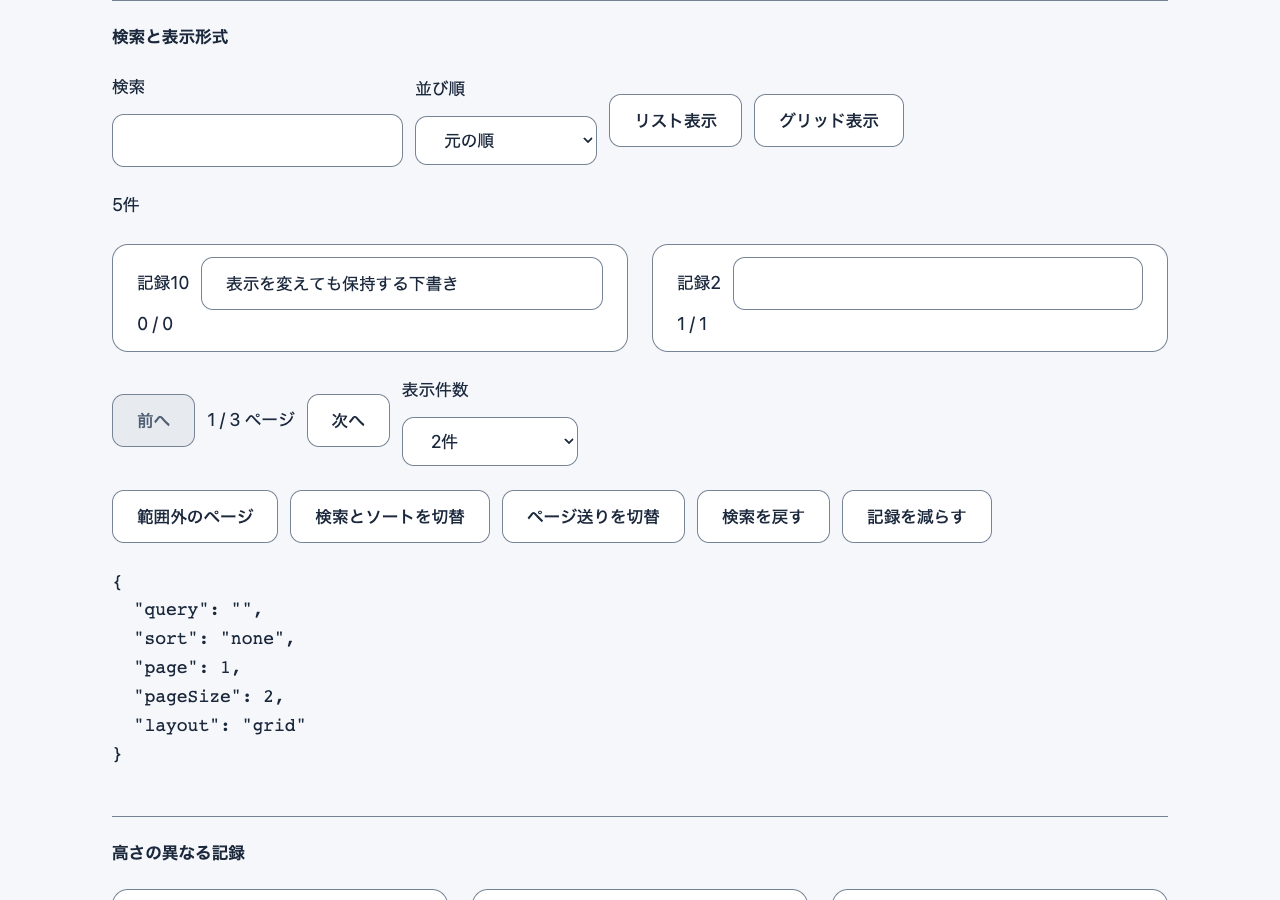 検索と表示形式
検索
並び順
元の順
リスト表示
グリッド表示
5件
記録10
表示を変えても保持する下書き
0 / 0
記録2
1 / 1
前へ
1 / 3 ページ
次へ
表示件数
2件
範囲外のページ
検索とソートを切替
ページ送りを切替
検索を戻す
記録を減らす
{
  "query": "",
  "sort": "none",
  "page": 1,
  "pageSize": 2,
  "layout": "grid"
}
高さの異なる記録